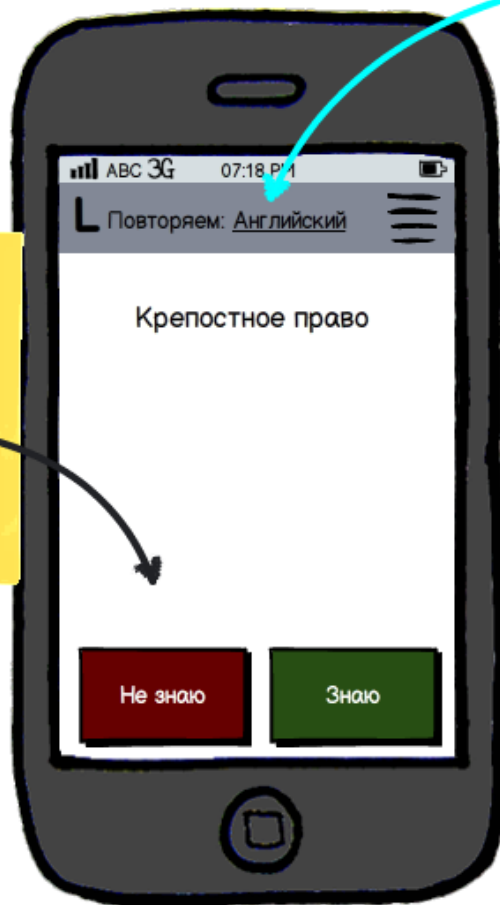 ABC 3G 07:18 PM
L Повторяем: Английский
Крепостное право
Не знаю
Знаю